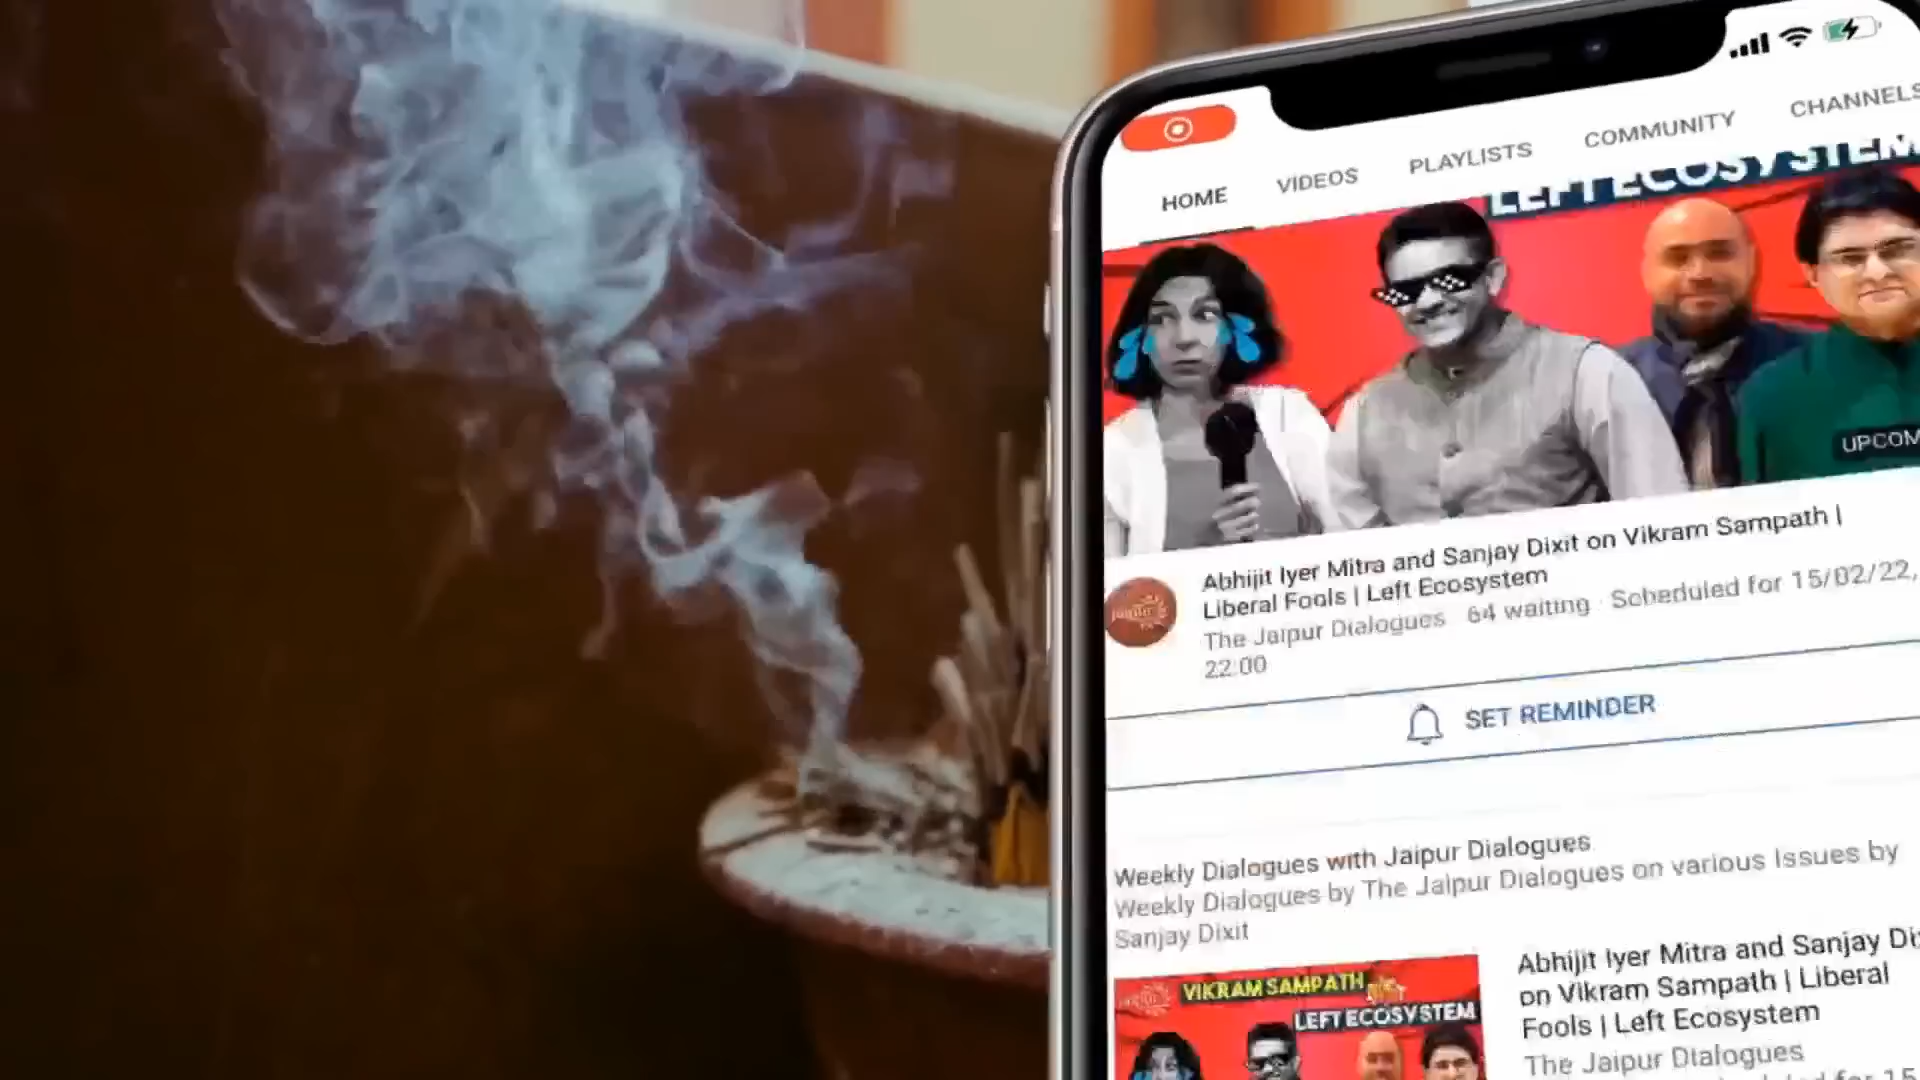 HOME
VIDEOS
PLAYLISTS
COMMUNITY
CHANNELS
LEFT ECOSYSTEM
UPCOM
Abhijit Iyer Mitra and Sanjay Dixit on Vikram Sampath |
Liberal Fools | Left Ecosystem
The Jaipur Dialogues 64 waiting · Scheduled for 15/02/22,
22:00
SET REMINDER
Weekly Dialogues with Jaipur Dialogues
Weekly Dialogues by The Jaipur Dialogues on various Issues by
Sanjay Dixit
VIKRAM SAMPATH
LEFT ECOSYSTEM
Abhijit Iyer Mitra and Sanjay Di
on Vikram Sampath | Liberal
Fools | Left Ecosystem
The Jaipur Dialogues